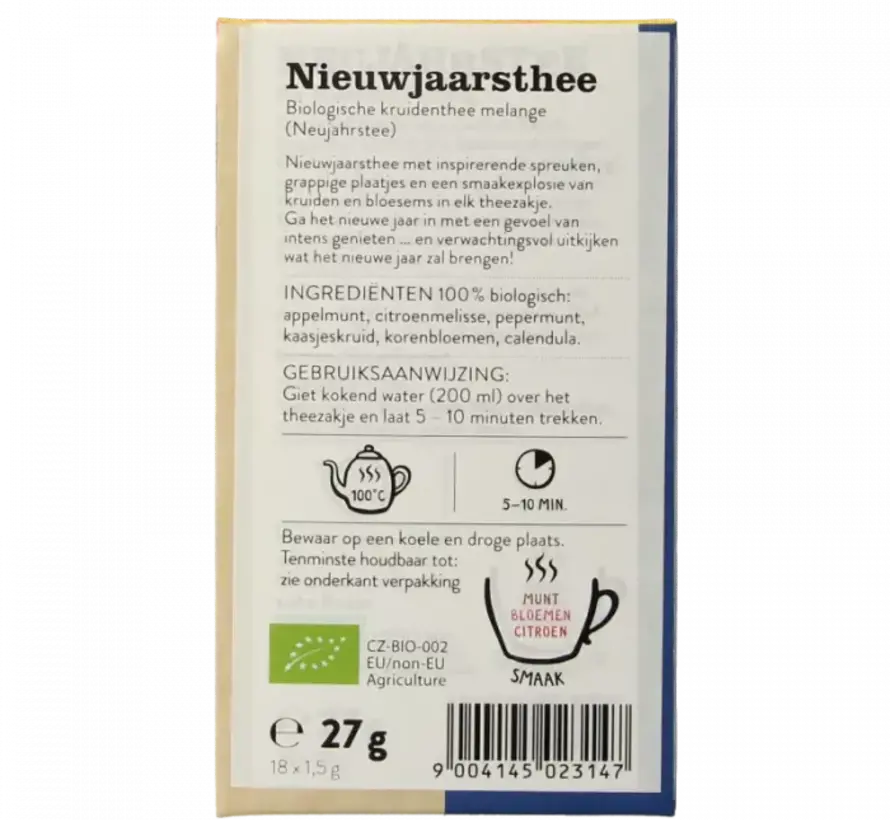 Nieuwjaarsthee
Biologische kruidenthee melange
(Neujahrstee)
Nieuwjaarsthee met inspirerende spreuken,
grappige plaatjes en een smaakexplosie van
kruiden en bloesems in elk theezakje.
Ga het nieuwe jaar in met een gevoel van
intens genieten ... en verwachtingsvol uitkijken
wat het nieuwe jaar zal brengen!
INGREDIËNTEN 100% biologisch:
appelmunt, citroenmelisse, pepermunt,
kaasjeskruid, korenbloemen, calendula.
GEBRUIKSAANWIJZING:
Giet kokend water (200 ml) over het
theezakje en laat 5 – 10 minuten trekken.
100°C
5-10 MIN.
Bewaar op een koele en droge plaats.
Tenminste houdbaar tot:
zie onderkant verpakking
MUNT
BLOEMEN
CITROEN
SMAAK
CZ-BIO-002
EU/non-EU
Agriculture
℮ 27 g
18 x 1,5 g
9 004145 023147